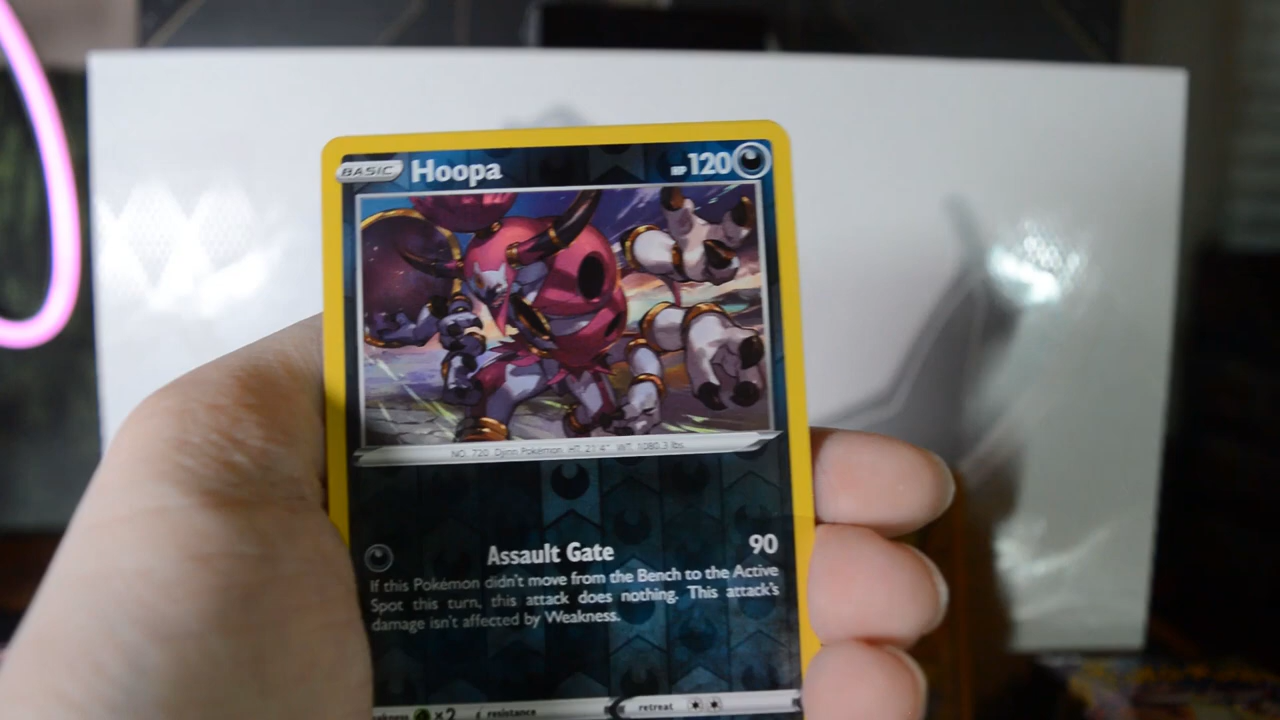 BASIC Hoopa HP 120
NO. 720 Djinn Pokémon HT: 21'4" WT: 1080.3 lbs.
Assault Gate 90
If this Pokémon didn't move from the Bench to the Active
Spot this turn, this attack does nothing. This attack's
damage isn't affected by Weakness.
×2 resistance retreat